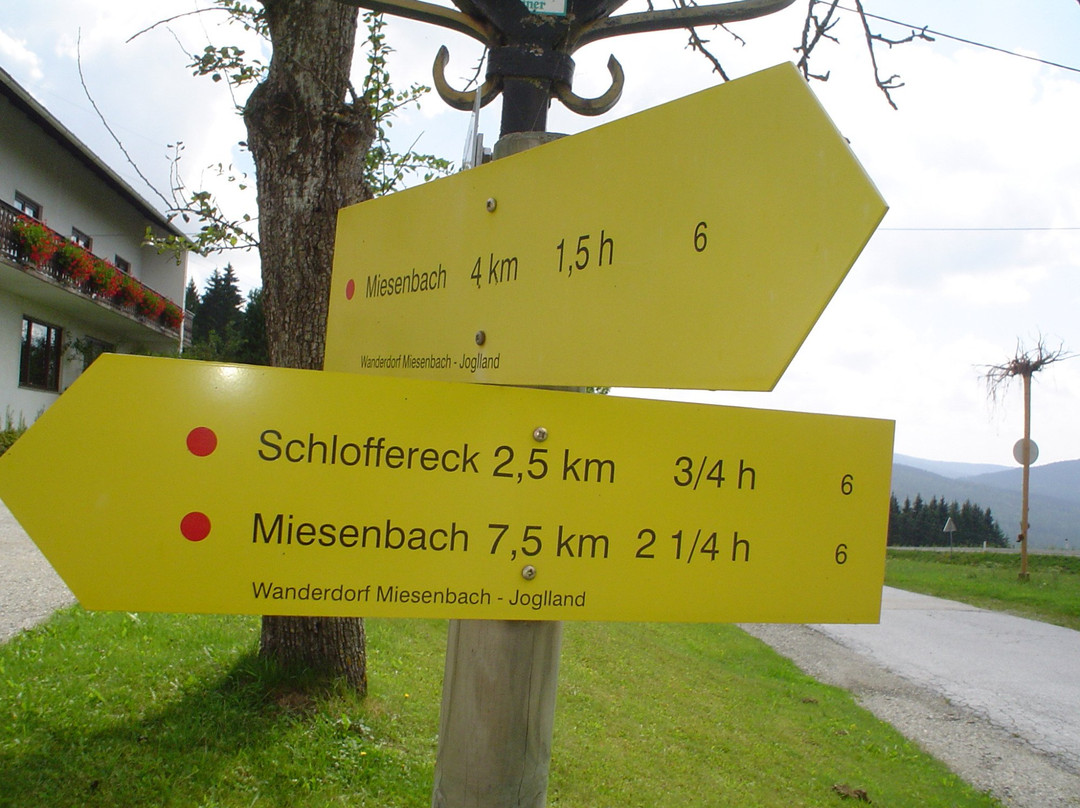 Miesenbach 4 km 1,5 h 6
Wanderdorf Miesenbach - Joglland
Schloffereck 2,5 km 3/4 h 6
Miesenbach 7,5 km 2 1/4 h 6
Wanderdorf Miesenbach - Joglland